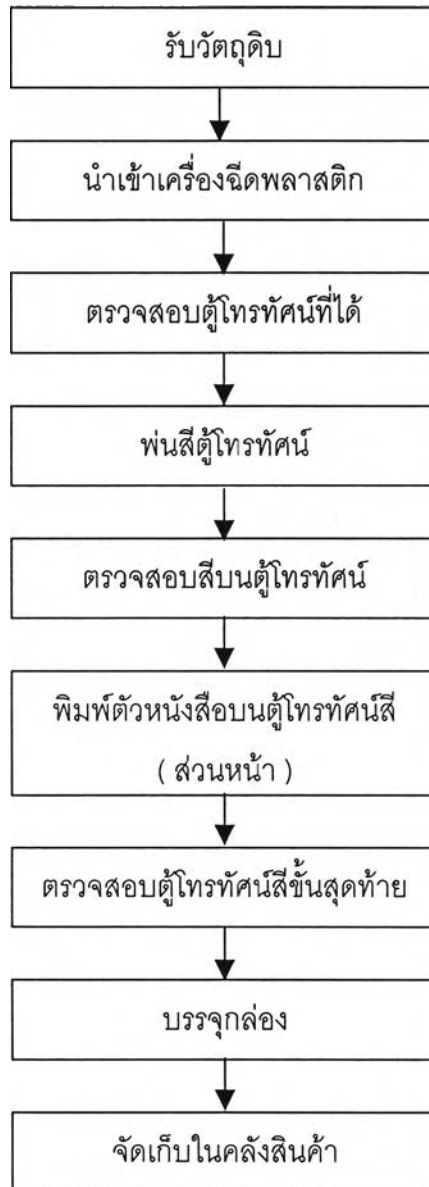 รับวัตถุดิบ
นำเข้าเครื่องฉีดพลาสติก
ตรวจสอบตู้โทรทัศน์ที่ได้
พ่นสีตู้โทรทัศน์
ตรวจสอบสีบนตู้โทรทัศน์
พิมพ์ตัวหนังสือบนตู้โทรทัศน์สี
( ส่วนหน้า )
ตรวจสอบตู้โทรทัศน์สีขั้นสุดท้าย
บรรจุกล่อง
จัดเก็บในคลังสินค้า